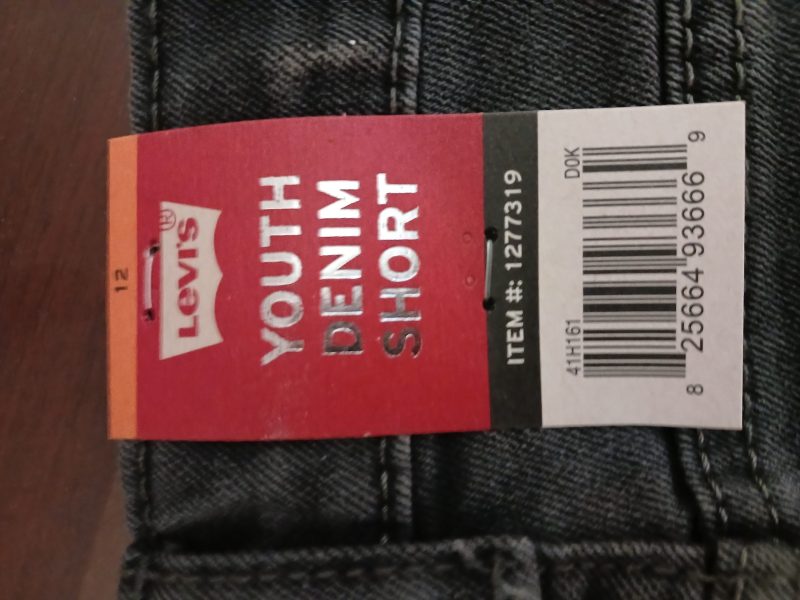 12
Levi's®
YOUTH
DENIM
SHORT
ITEM #: 1277319
41H161 D0K
8 25664 93666 9